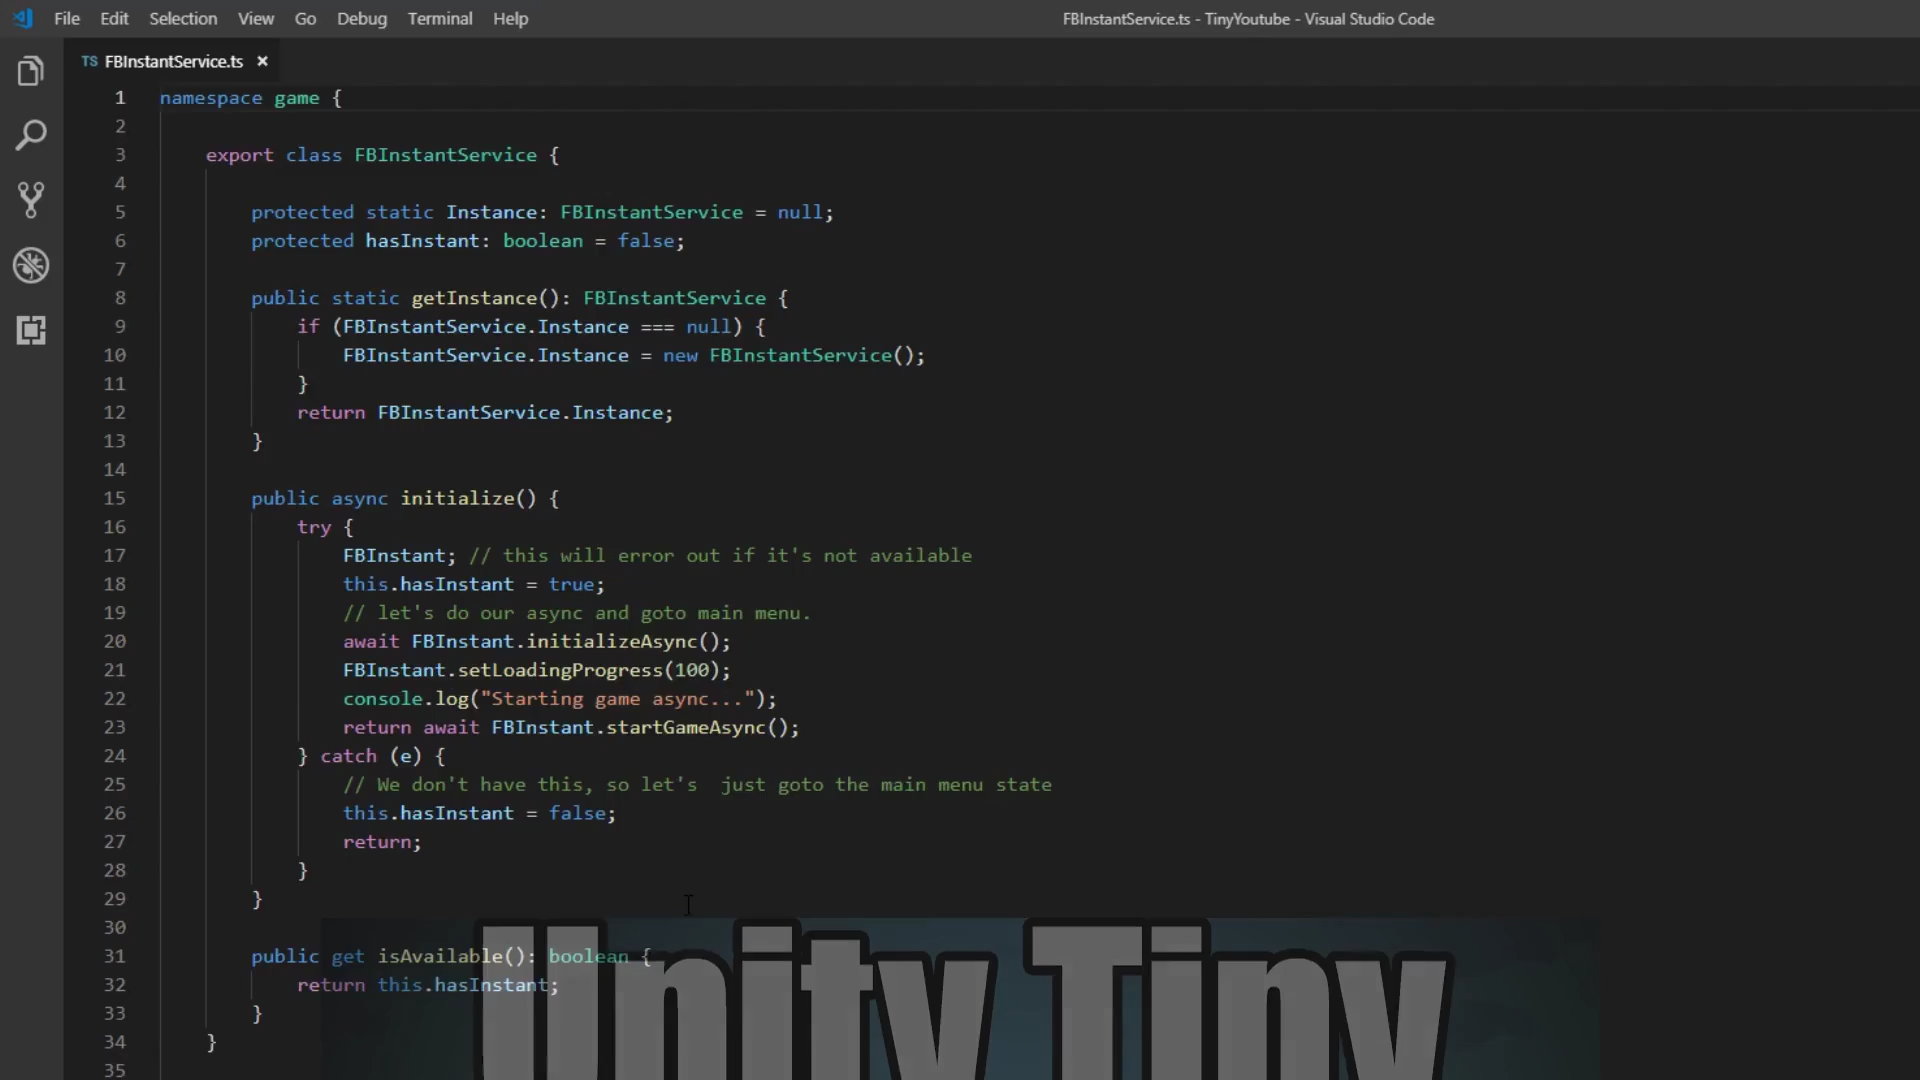 File Edit Selection View Go Debug Terminal Help
FBInstantService.ts - TinyYoutube - Visual Studio Code
TS FBInstantService.ts ×
1 namespace game {
2
3 export class FBInstantService {
4
5 protected static Instance: FBInstantService = null;
6 protected hasInstant: boolean = false;
7
8 public static getInstance(): FBInstantService {
9 if (FBInstantService.Instance === null) {
10 FBInstantService.Instance = new FBInstantService();
11 }
12 return FBInstantService.Instance;
13 }
14
15 public async initialize() {
16 try {
17 FBInstant; // this will error out if it's not available
18 this.hasInstant = true;
19 // let's do our async and goto main menu.
20 await FBInstant.initializeAsync();
21 FBInstant.setLoadingProgress(100);
22 console.log("Starting game async...");
23 return await FBInstant.startGameAsync();
24 } catch (e) {
25 // We don't have this, so let's  just goto the main menu state
26 this.hasInstant = false;
27 return;
28 }
29 }
30
31 public get isAvailable(): boolean {
32 return this.hasInstant;
33 }
34 }
35
Unity Tiny